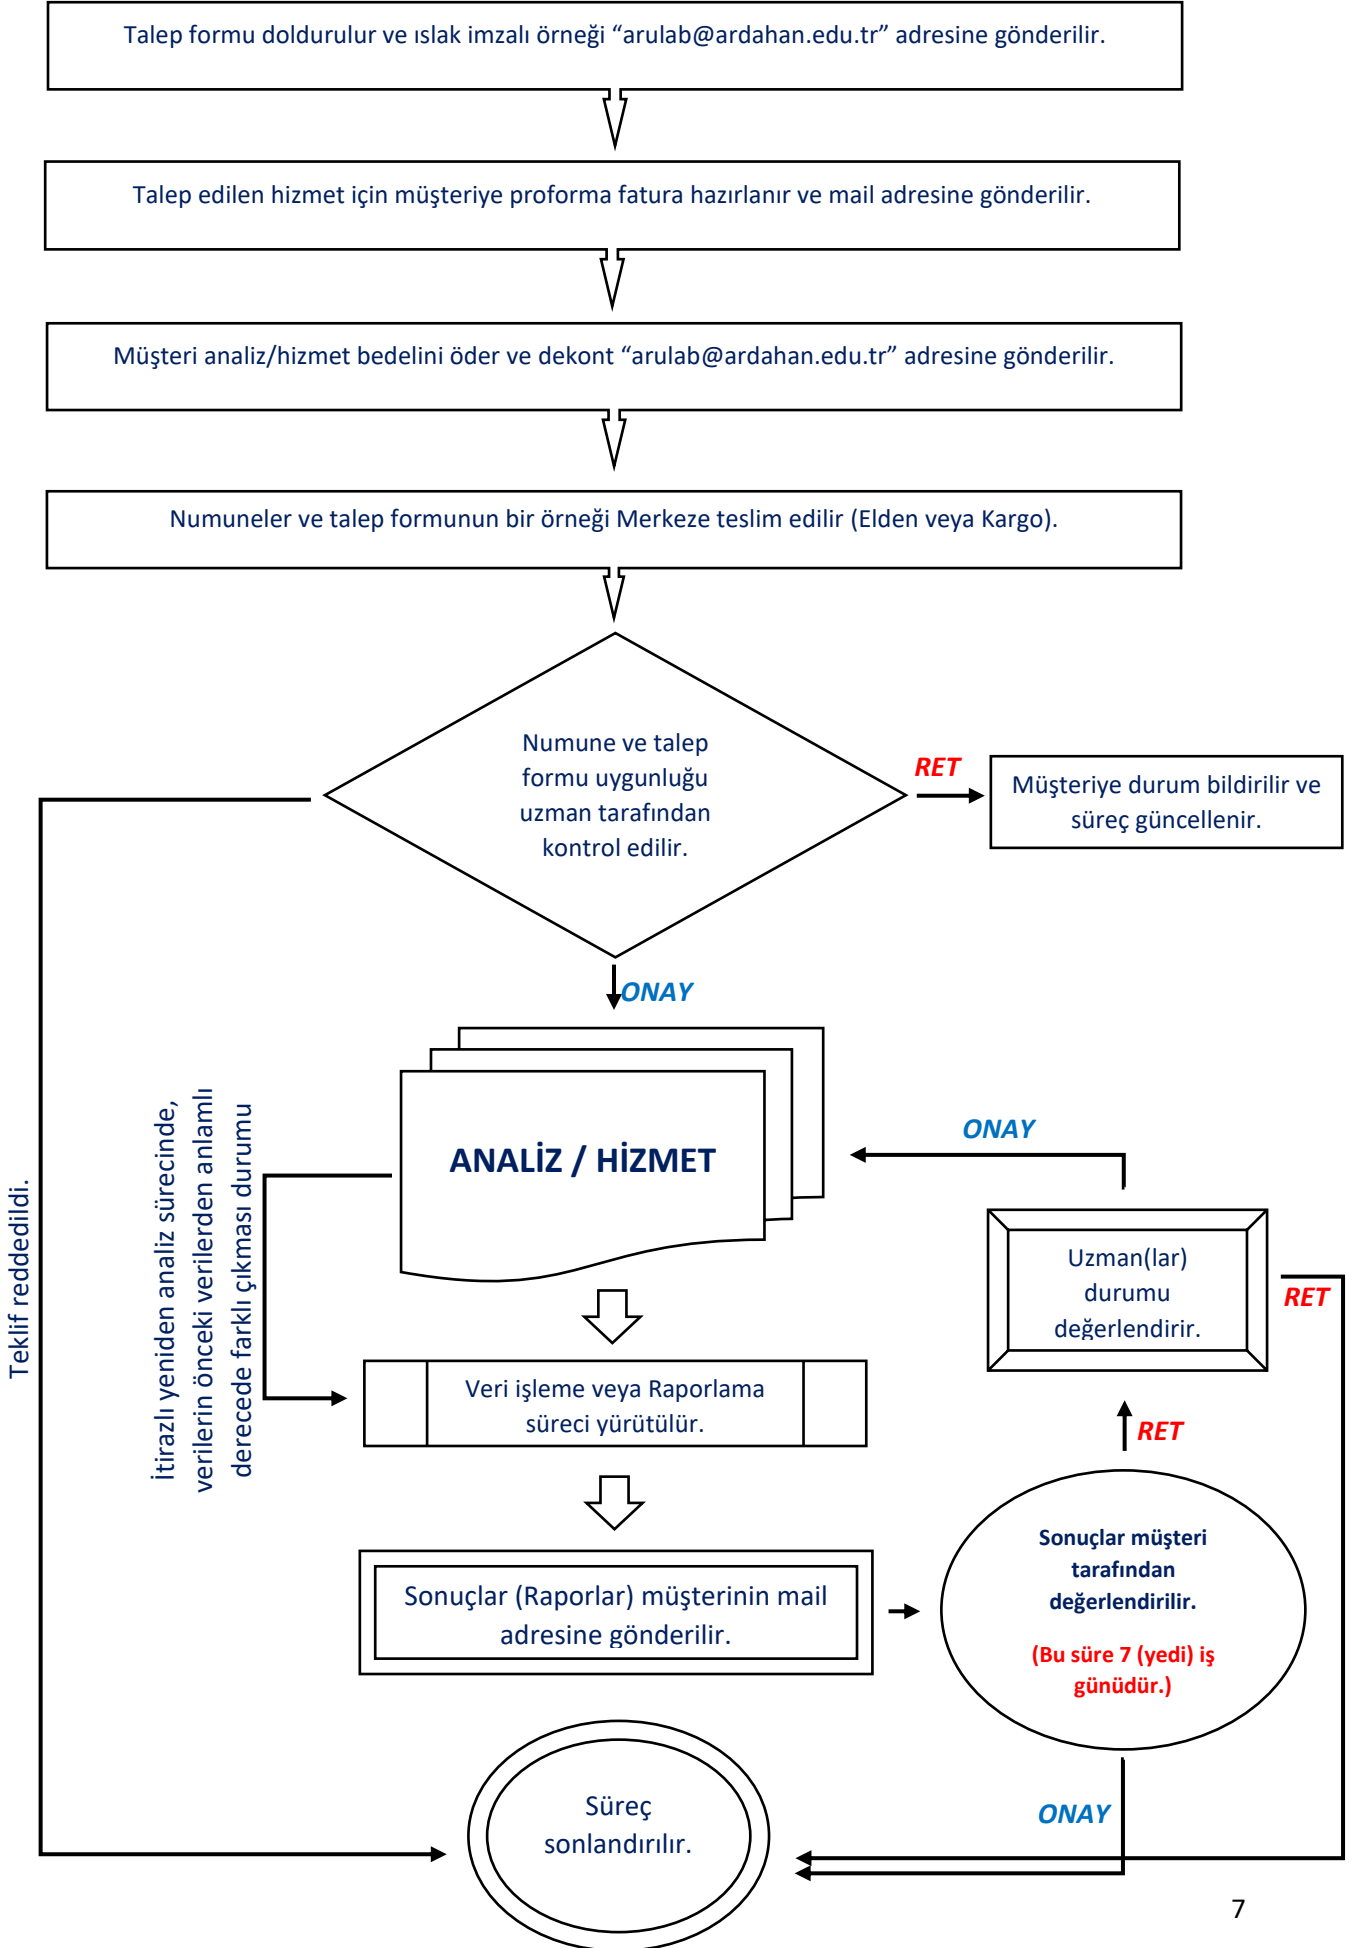 Talep formu doldurulur ve ıslak imzalı örneği “arulab@ardahan.edu.tr” adresine gönderilir.
Talep edilen hizmet için müşteriye proforma fatura hazırlanır ve mail adresine gönderilir.
Müşteri analiz/hizmet bedelini öder ve dekont “arulab@ardahan.edu.tr” adresine gönderilir.
Numuneler ve talep formunun bir örneği Merkeze teslim edilir (Elden veya Kargo).
Numune ve talep
formu uygunluğu
uzman tarafından
kontrol edilir.
RET
Müşteriye durum bildirilir ve
süreç güncellenir.
ONAY
Teklif reddedildi.
İtirazlı yeniden analiz sürecinde,
verilerin önceki verilerden anlamlı
derecede farklı çıkması durumu
ANALİZ / HİZMET
ONAY
Uzman(lar)
durumu
değerlendirir.
RET
Veri işleme veya Raporlama
süreci yürütülür.
RET
Sonuçlar (Raporlar) müşterinin mail
adresine gönderilir.
Sonuçlar müşteri
tarafından
değerlendirilir.
(Bu süre 7 (yedi) iş
günüdür.)
ONAY
Süreç
sonlandırılır.
7